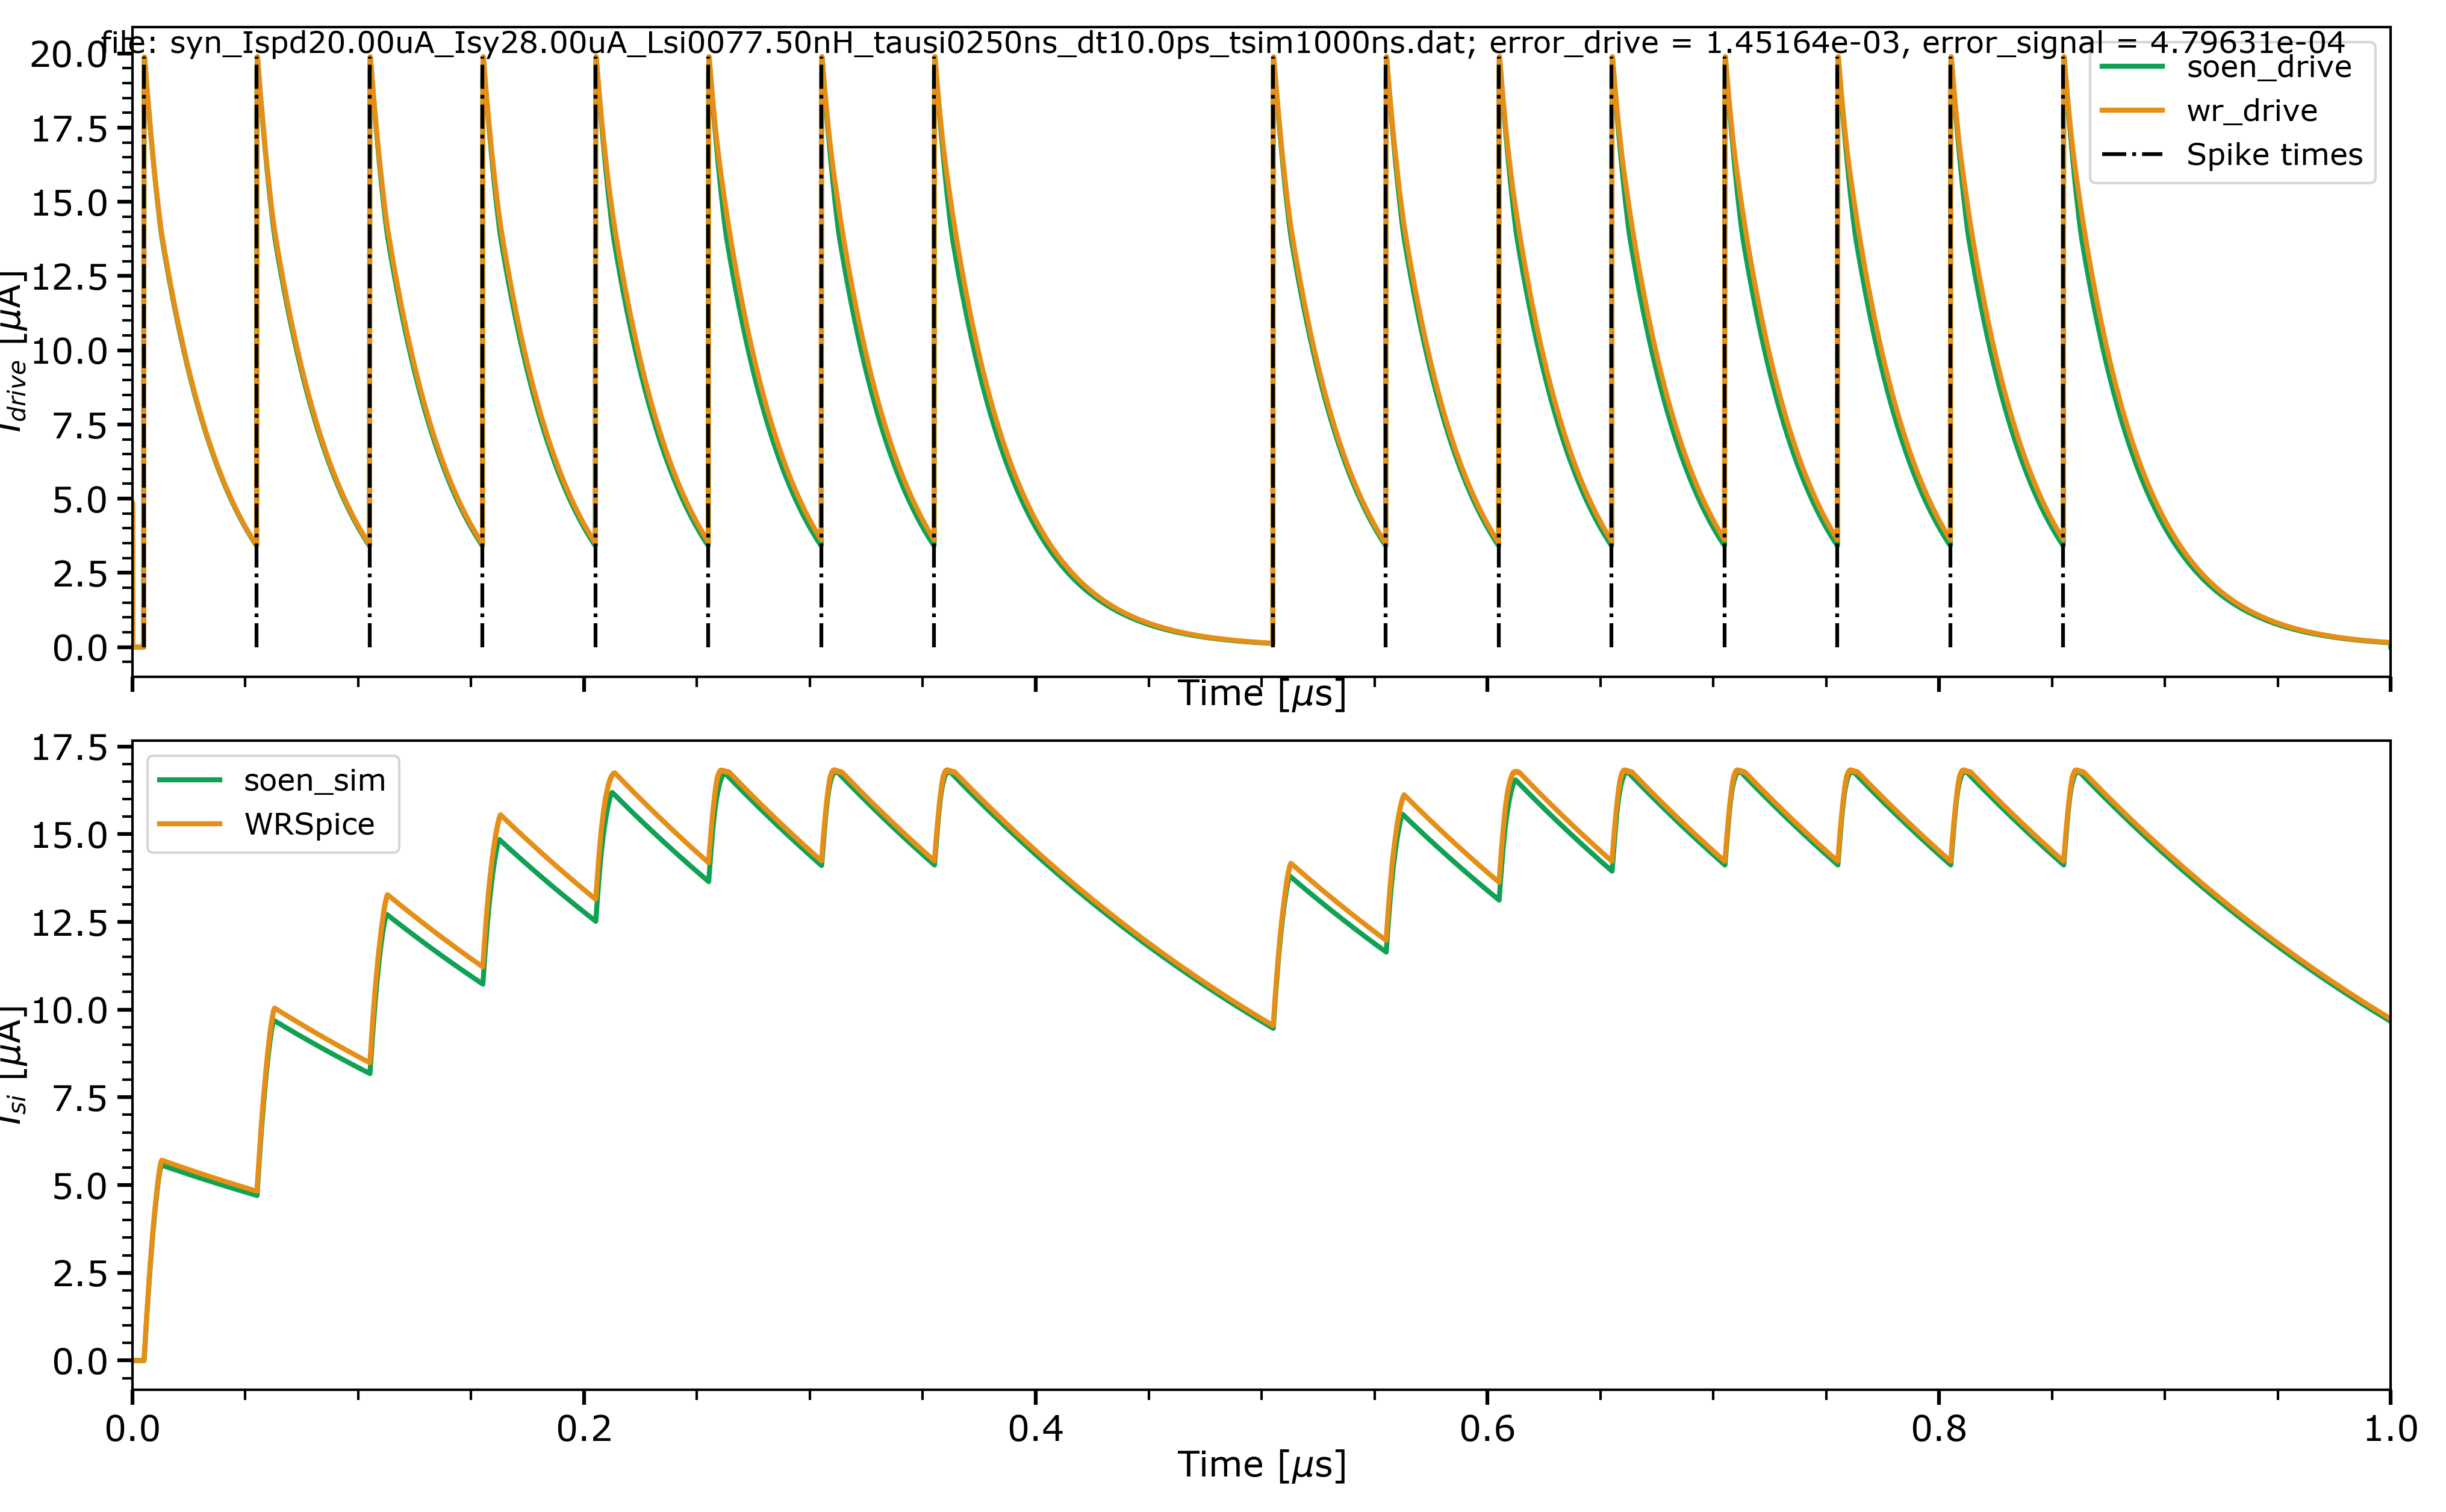 file: syn_Ispd20.00uA_Isy28.00uA_Lsi0077.50nH_tausi0250ns_dt10.0ps_tsim1000ns.dat; error_drive = 1.45164e-03, error_signal = 4.79631e-04
soen_drive
wr_drive
Spike times
20.0
17.5
15.0
12.5
10.0
7.5
5.0
2.5
0.0
I_drive [μA]
Time [μs]
soen_sim
WRSpice
17.5
15.0
12.5
10.0
7.5
5.0
2.5
0.0
I_si [μA]
0.0 0.2 0.4 0.6 0.8 1.0
Time [μs]